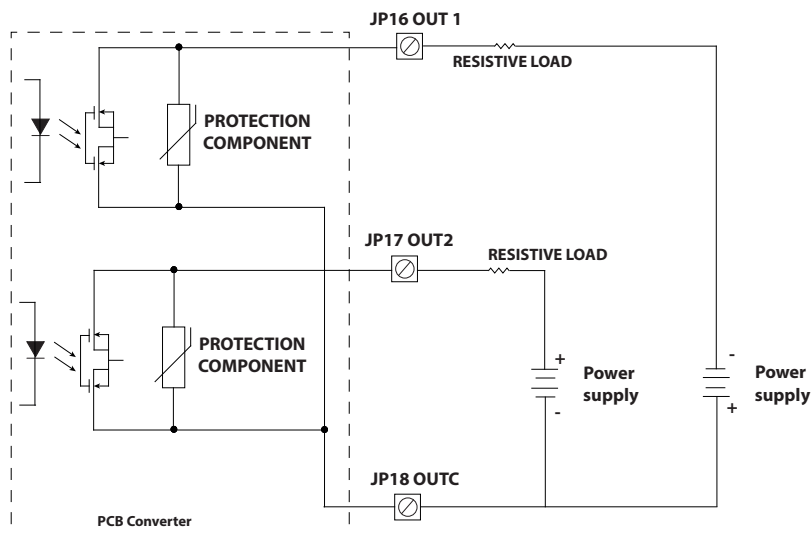 JP16 OUT 1
RESISTIVE LOAD
PROTECTION
COMPONENT
JP17 OUT2
RESISTIVE LOAD
PROTECTION
COMPONENT
+
Power
supply
-
-
Power
supply
+
JP18 OUTC
PCB Converter